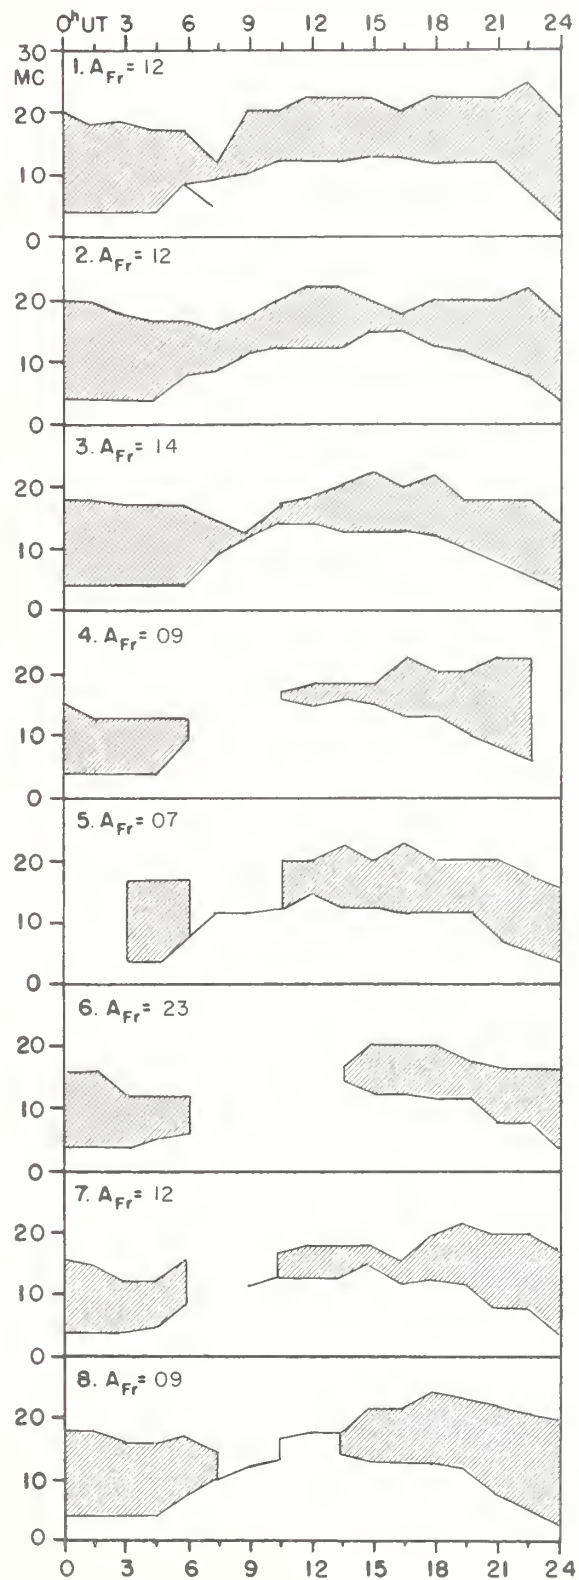 0ʰUT 3 6 9 12 15 18 21 24
30
MC
1. A_Fr = 12
20
10
0
2. A_Fr = 12
20
10
0
3. A_Fr = 14
20
10
0
4. A_Fr = 09
20
10
0
5. A_Fr = 07
20
10
0
6. A_Fr = 23
20
10
0
7. A_Fr = 12
20
10
0
8. A_Fr = 09
20
10
0
0 3 6 9 12 15 18 21 24